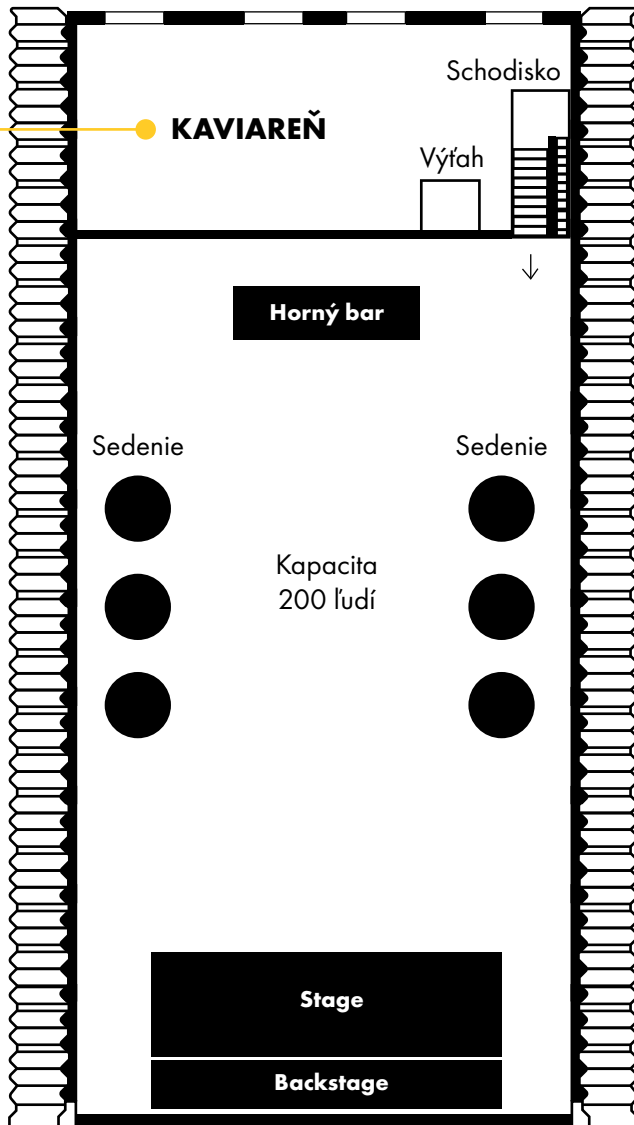 Schodisko
KAVIAREŇ
Výťah
Horný bar
Sedenie
Sedenie
Kapacita
200 ľudí
Stage
Backstage